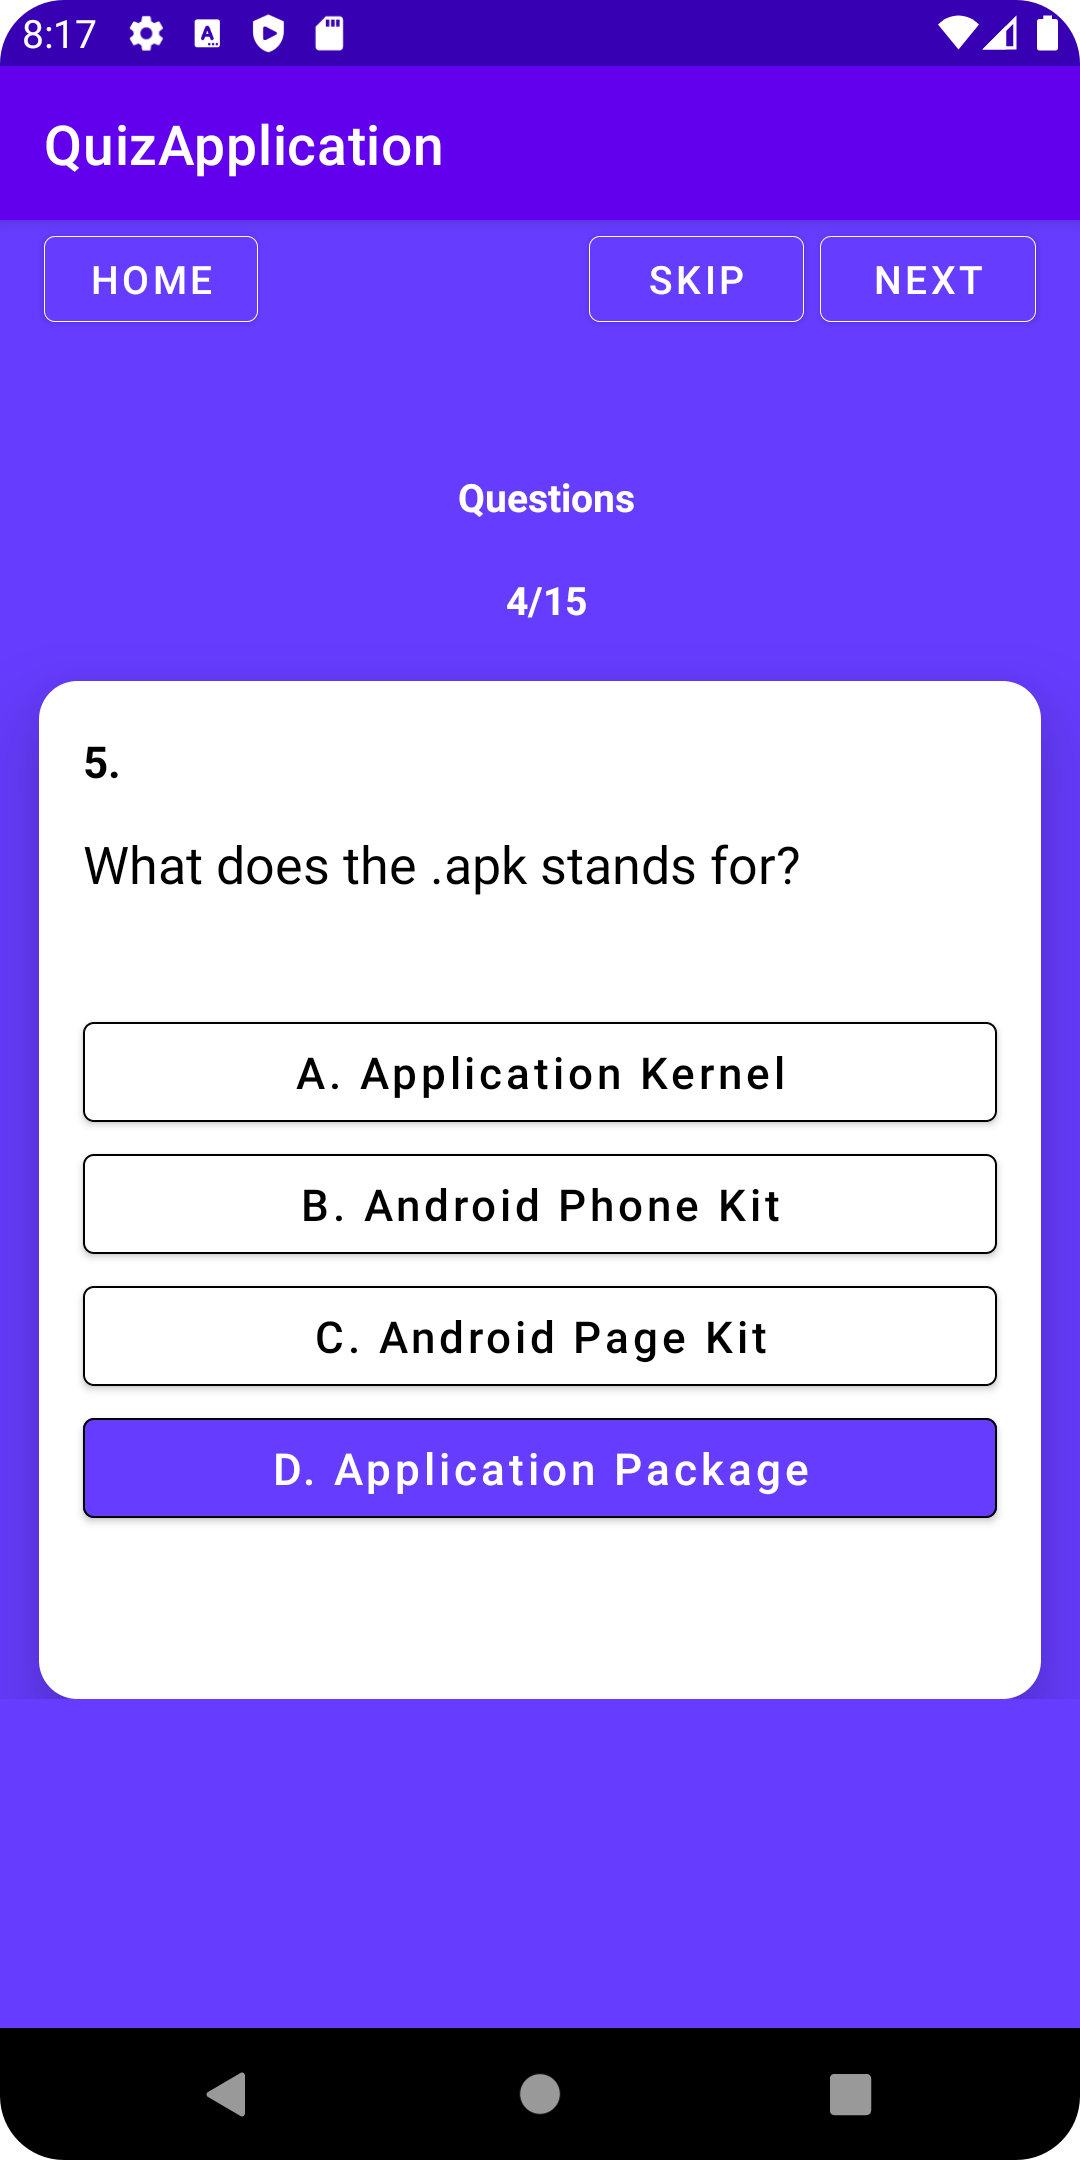 8:17
QuizApplication
HOME
SKIP
NEXT
Questions
4/15
5.
What does the .apk stands for?
A. Application Kernel
B. Android Phone Kit
C. Android Page Kit
D. Application Package